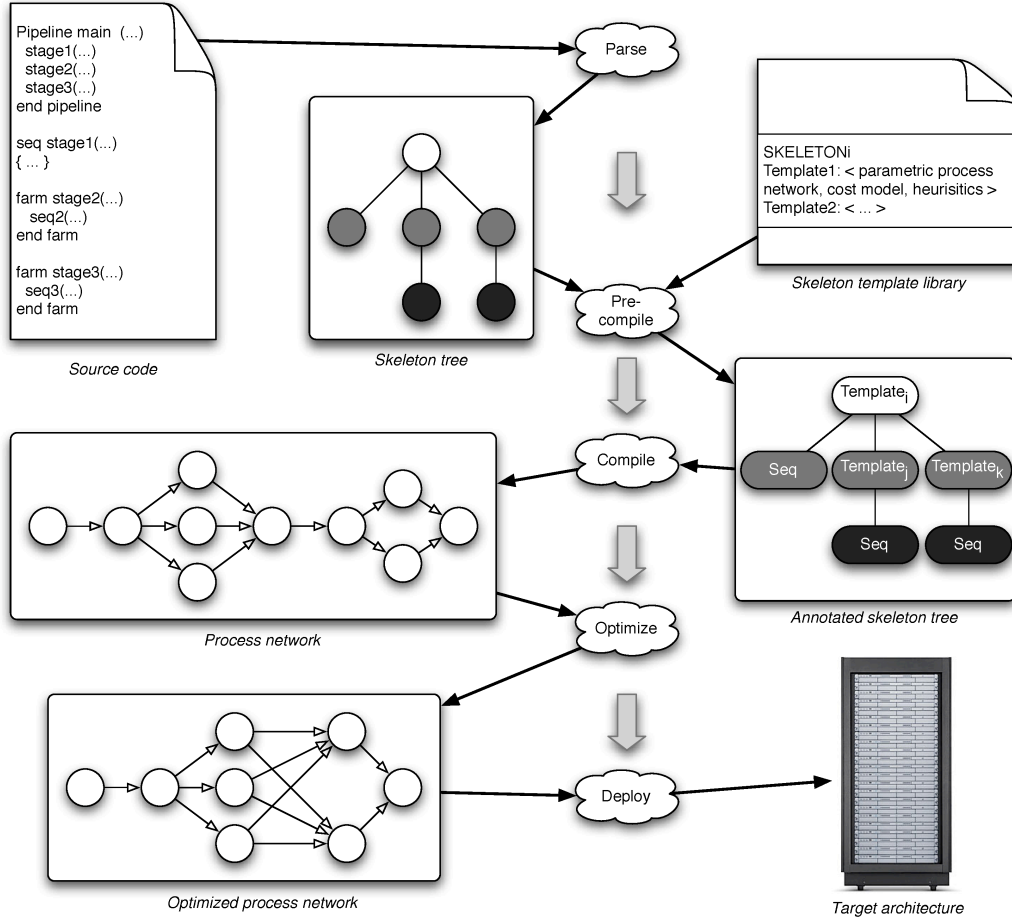 Pipeline main (...)
stage1(...)
stage2(...)
stage3(...)
end pipeline
seq stage1(...)
{ ... }
farm stage2(...)
seq2(...)
end farm
farm stage3(...)
seq3(...)
end farm
Source code
Parse
Skeleton tree
SKELETONi
Template1: < parametric process
network, cost model, heurisitics >
Template2: < ... >
Skeleton template library
Pre-
compile
Templatei
Seq
Templatej
Templatek
Seq
Seq
Annotated skeleton tree
Compile
Process network
Optimize
Optimized process network
Deploy
Target architecture